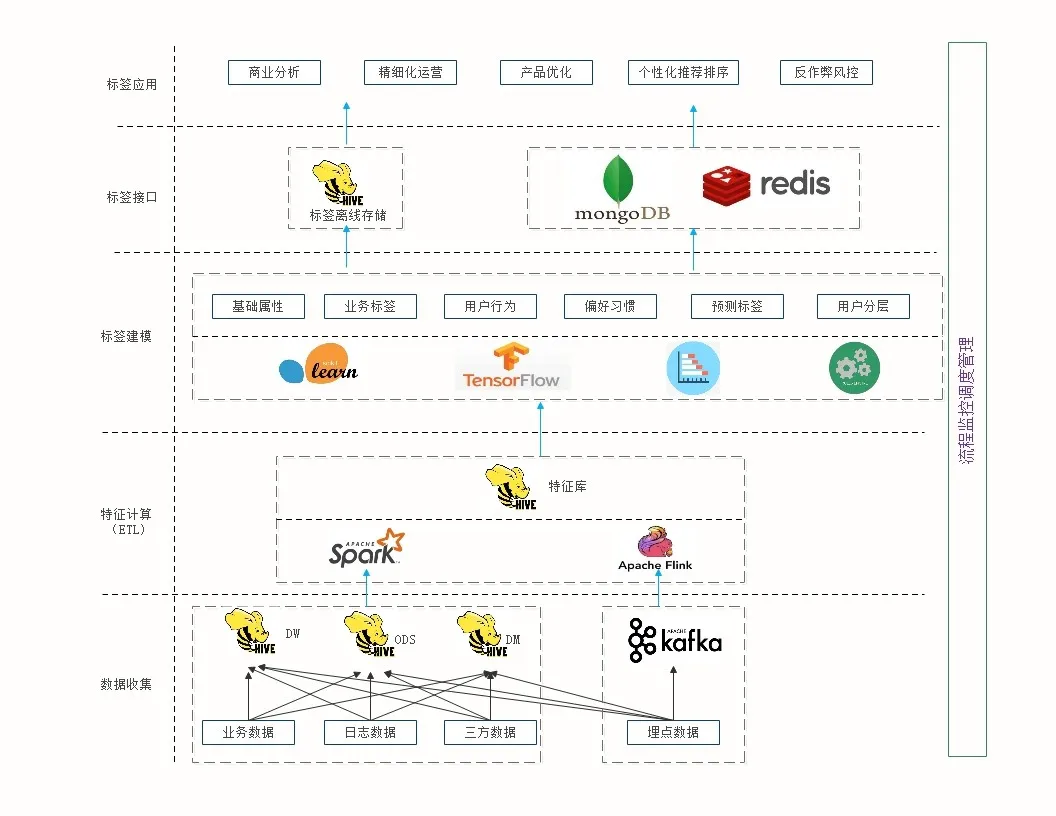 标签应用
商业分析
精细化运营
产品优化
个性化推荐排序
反作弊风控
标签接口
HIVE
标签离线存储
mongoDB
redis
标签建模
基础属性
业务标签
用户行为
偏好习惯
预测标签
用户分层
learn
TensorFlow
流程监控调度管理
特征计算
（ETL）
HIVE
特征库
APACHE
Spark
Apache Flink
数据收集
HIVE
DW
HIVE
ODS
HIVE
DM
APACHE
kafka
业务数据
日志数据
三方数据
埋点数据